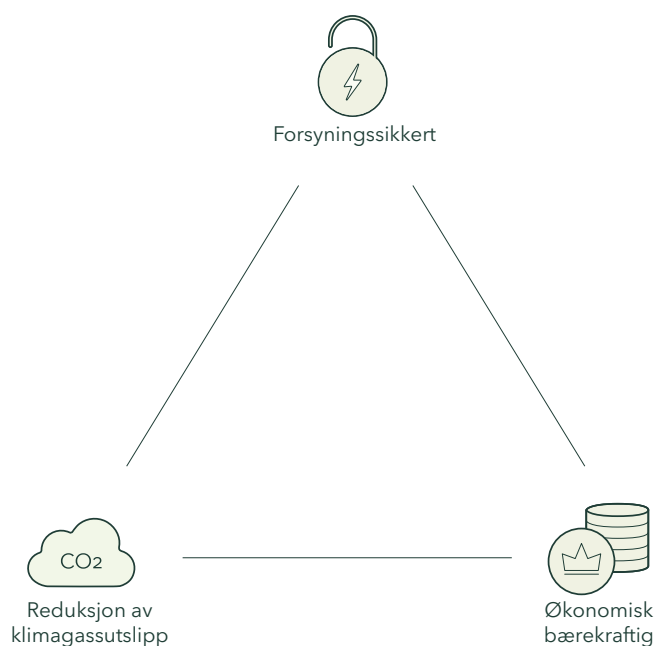 Forsyningssikkert
CO2
Reduksjon av
klimagassutslipp
Økonomisk
bærekraftig